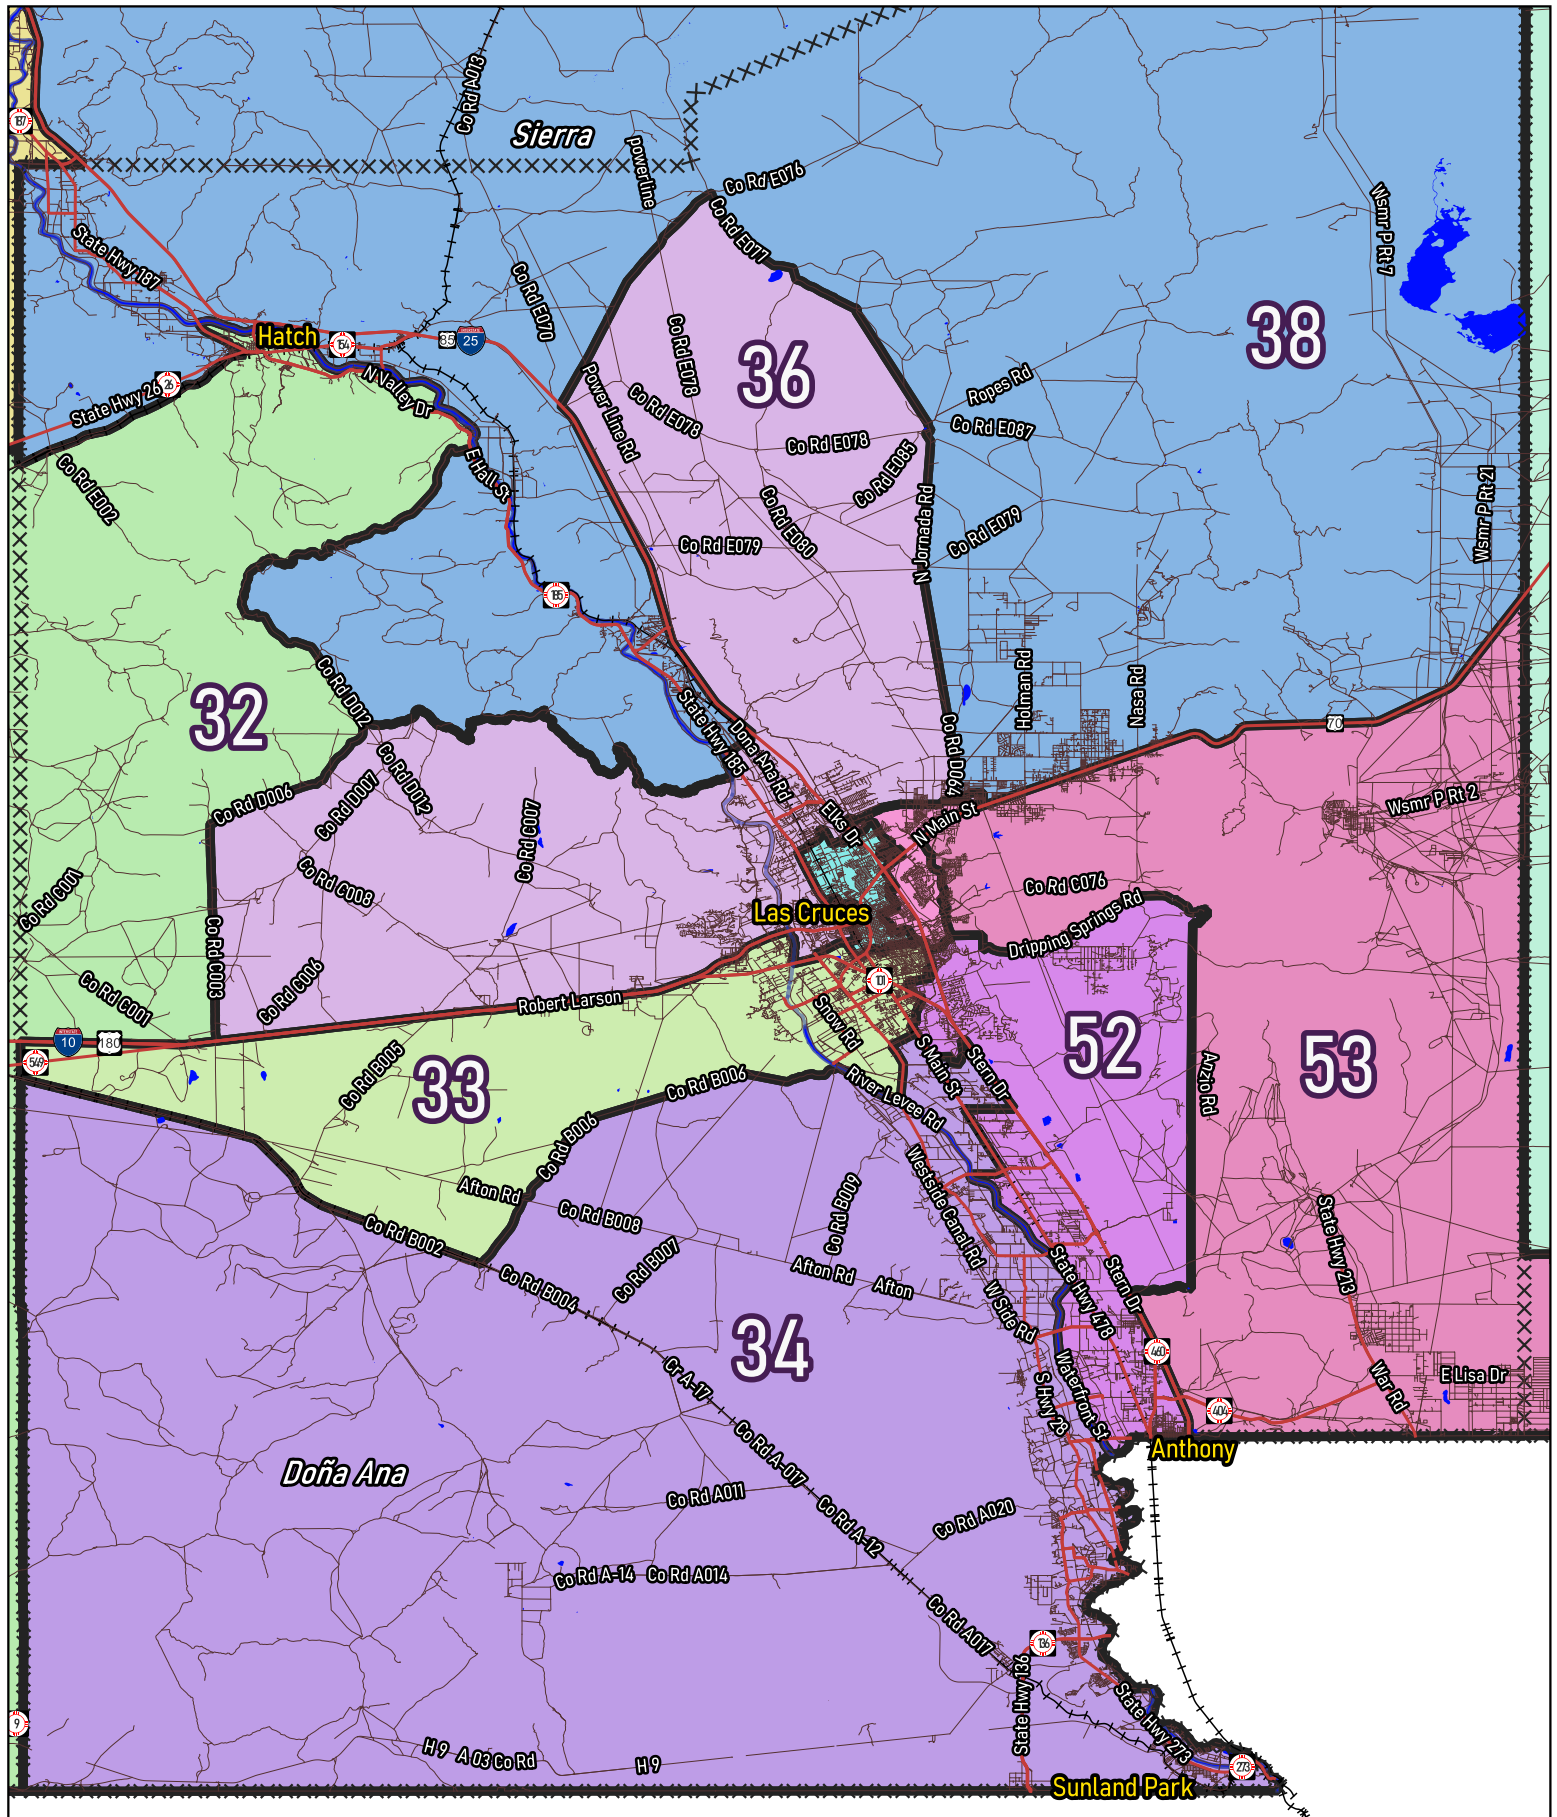 Co Rd A013
187
Sierra
powerline
Co Rd E076
Wsmr P Rt 7
State Hwy 187
Co Rd E077
Co Rd E070
Hatch
154
85
INTERSTATE
25
Co Rd E078
36
38
State Hwy 26
26
N Valley Dr
Power Line Rd
Co Rd E078
Ropes Rd
Co Rd E087
Co Rd E078
Co Rd E085
E Hall St
Co Rd E002
Co Rd E080
N Jornada Rd
Co Rd E079
Co Rd E079
Wsmr P Rt 21
185
Co Rd D012
32
Holman Rd
Nasa Rd
State Hwy 185
Dona Ana Rd
Co Rd D064
70
Co Rd D012
Co Rd D006
Co Rd D007
Co Rd C007
Elks Dr
N Main St
Wsmr P Rt 2
Co Rd C001
Co Rd C008
Co Rd C076
Las Cruces
Dripping Springs Rd
Co Rd C003
Co Rd C001
Co Rd C006
Robert Larson
101
Snow Rd
INTERSTATE
10
180
549
33
Co Rd B005
Co Rd B006
Co Rd B006
River Levee Rd
S Main St
Stern Dr
52
53
Anzio Rd
Afton Rd
Co Rd B008
Co Rd B009
Westside Canal Rd
Co Rd B002
Co Rd B004
Co Rd B007
Afton Rd
Afton
W Side Rd
State Hwy 478
Stern Dr
State Hwy 213
34
Cr A-17
460
Waterfront St
S Hwy 28
War Rd
E Lisa Dr
404
Doña Ana
Co Rd A-017
Anthony
Co Rd A011
Co Rd A-12
Co Rd A020
Co Rd A-14
Co Rd A014
Co Rd A017
136
State Hwy 136
State Hwy 273
9
H 9
A 03 Co Rd
H 9
273
Sunland Park